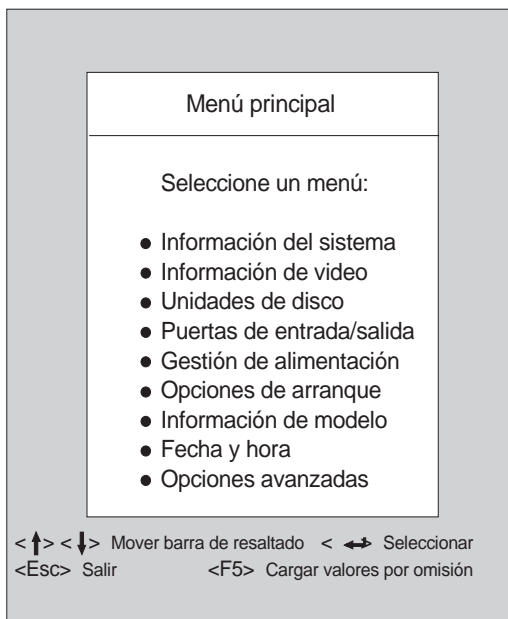 Menú principal
Seleccione un menú:
● Información del sistema
● Información de video
● Unidades de disco
● Puertas de entrada/salida
● Gestión de alimentación
● Opciones de arranque
● Información de modelo
● Fecha y hora
● Opciones avanzadas
<↑> <↓> Mover barra de resaltado <↵> Seleccionar
<Esc> Salir <F5> Cargar valores por omisión